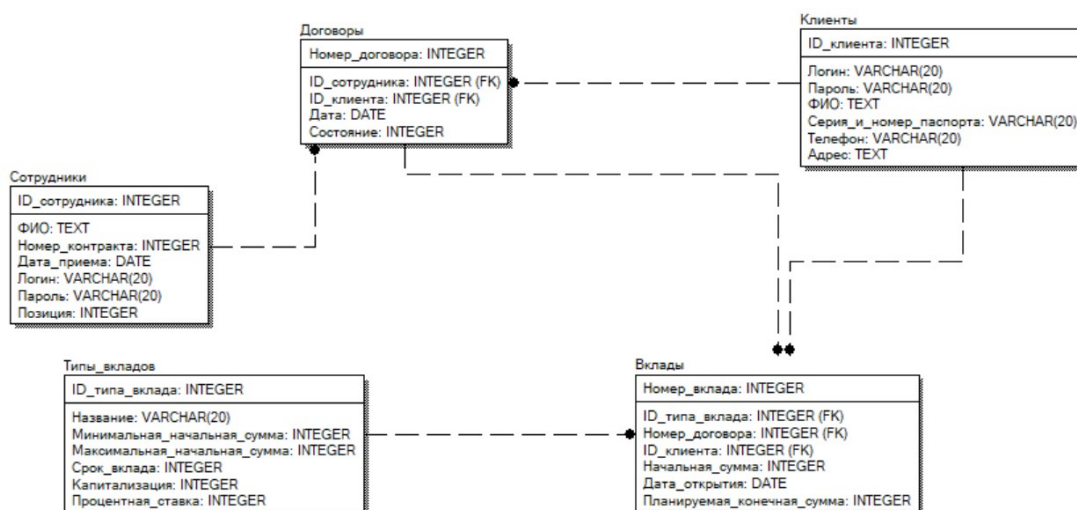 Договоры
Номер_договора: INTEGER
ID_сотрудника: INTEGER (FK)
ID_клиента: INTEGER (FK)
Дата: DATE
Состояние: INTEGER
Клиенты
ID_клиента: INTEGER
Логин: VARCHAR(20)
Пароль: VARCHAR(20)
ФИО: TEXT
Серия_и_номер_паспорта: VARCHAR(20)
Телефон: VARCHAR(20)
Адрес: TEXT
Сотрудники
ID_сотрудника: INTEGER
ФИО: TEXT
Номер_контракта: INTEGER
Дата_приема: DATE
Логин: VARCHAR(20)
Пароль: VARCHAR(20)
Позиция: INTEGER
Типы_вкладов
ID_типа_вклада: INTEGER
Название: VARCHAR(20)
Минимальная_начальная_сумма: INTEGER
Максимальная_начальная_сумма: INTEGER
Срок_вклада: INTEGER
Капитализация: INTEGER
Процентная_ставка: INTEGER
Вклады
Номер_вклада: INTEGER
ID_типа_вклада: INTEGER (FK)
Номер_договора: INTEGER (FK)
ID_клиента: INTEGER (FK)
Начальная_сумма: INTEGER
Дата_открытия: DATE
Планируемая_конечная_сумма: INTEGER